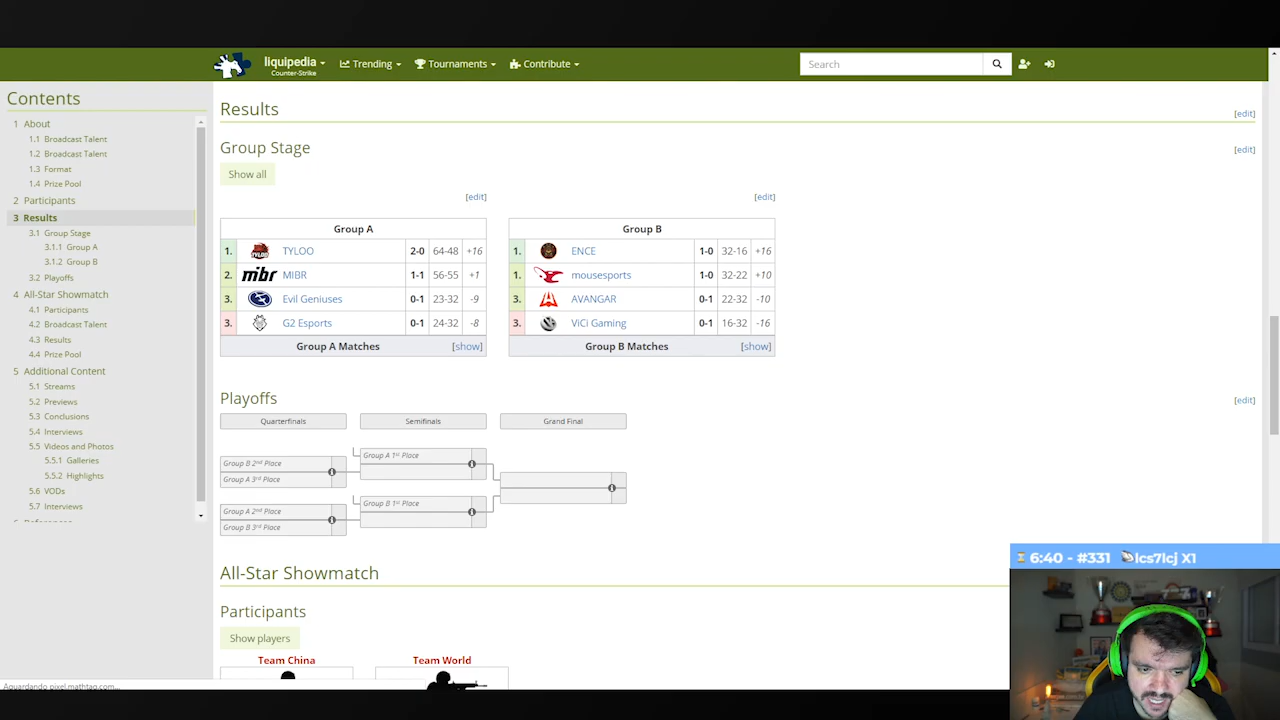 liquipedia
Counter-Strike
Trending
Tournaments
Contribute
Search
Contents
1 About
1.1 Broadcast Talent
1.2 Broadcast Talent
1.3 Format
1.4 Prize Pool
2 Participants
3 Results
3.1 Group Stage
3.1.1 Group A
3.1.2 Group B
3.2 Playoffs
4 All-Star Showmatch
4.1 Participants
4.2 Broadcast Talent
4.3 Results
4.4 Prize Pool
5 Additional Content
5.1 Streams
5.2 Previews
5.3 Conclusions
5.4 Interviews
5.5 Videos and Photos
5.5.1 Galleries
5.5.2 Highlights
5.6 VODs
5.7 Interviews
Results [edit]
Group Stage [edit]
Show all
[edit] [edit]
Group A
1. TYLOO 2-0 64-48 +16
2. mibr MIBR 1-1 56-55 +1
3. Evil Geniuses 0-1 23-32 -9
3. G2 Esports 0-1 24-32 -8
Group A Matches [show]
Group B
1. ENCE 1-0 32-16 +16
1. mousesports 1-0 32-22 +10
3. AVANGAR 0-1 22-32 -10
3. ViCi Gaming 0-1 16-32 -16
Group B Matches [show]
Playoffs [edit]
Quarterfinals Semifinals Grand Final
Group B 2nd Place
Group A 3rd Place
Group A 2nd Place
Group B 3rd Place
Group A 1st Place
Group B 1st Place
All-Star Showmatch
Participants
Show players
Team China Team World
Aguardando pixel.mathtag.com...
6:40 - #331 lcs7lcj X1